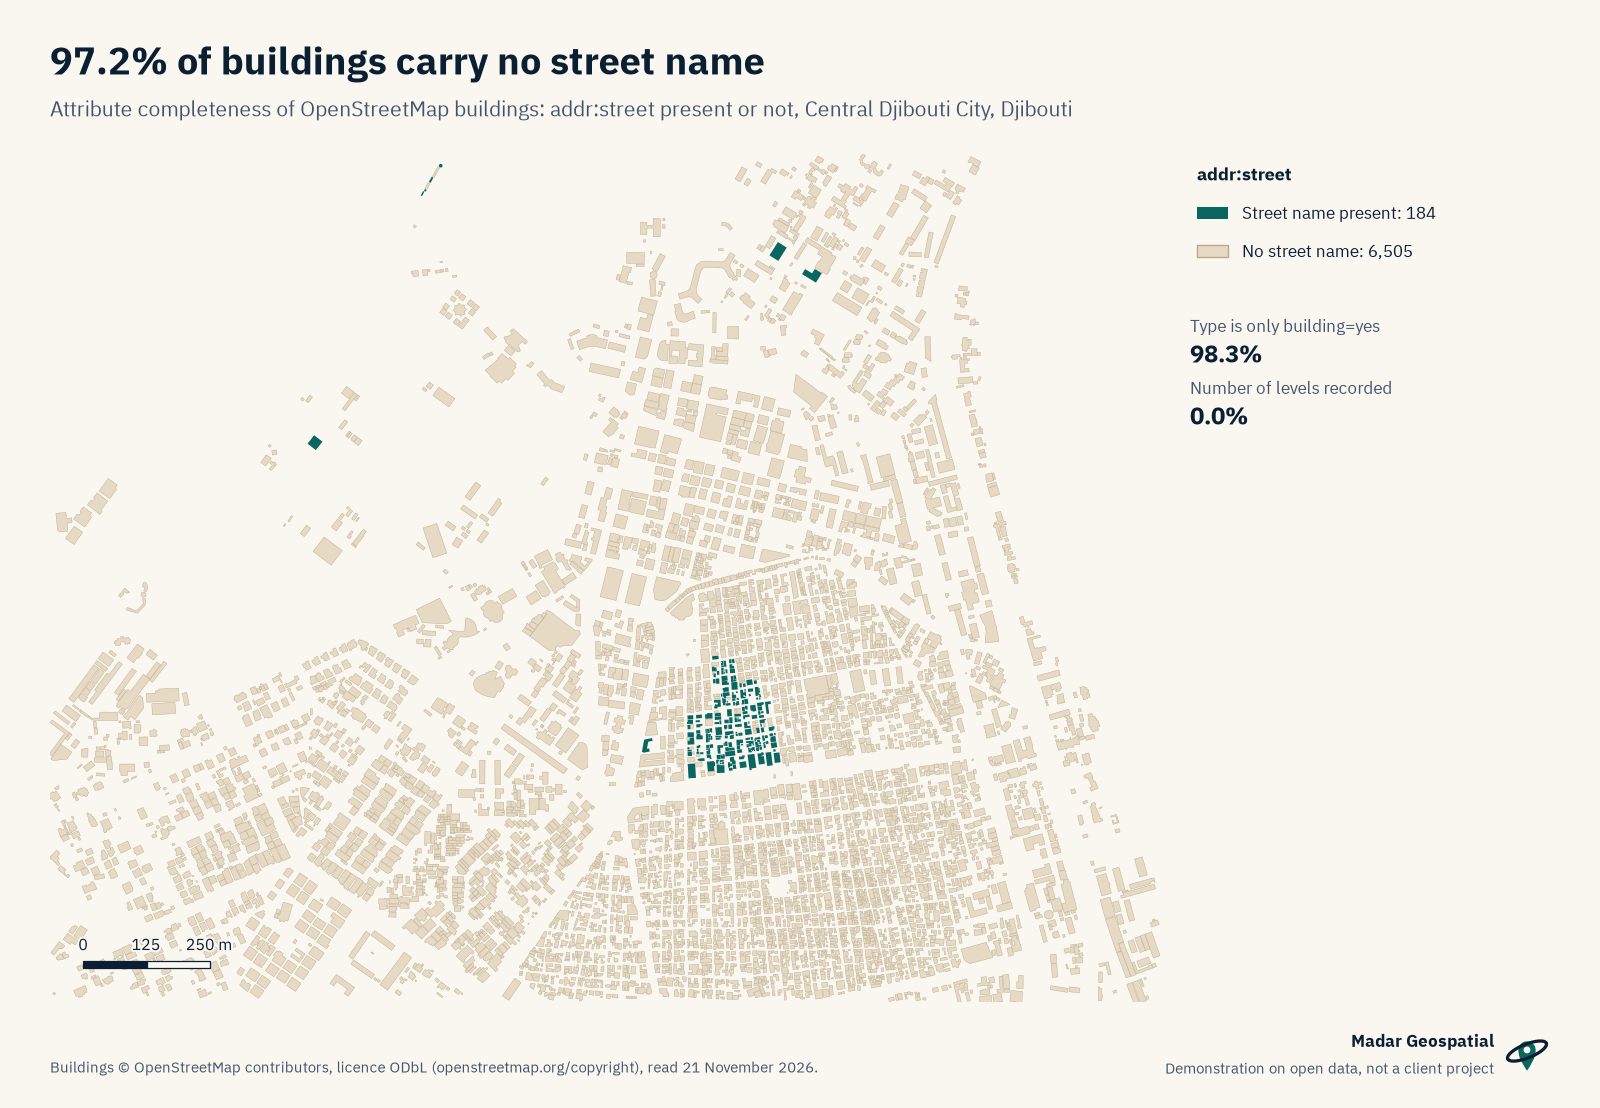 97.2% of buildings carry no street name
Attribute completeness of OpenStreetMap buildings: addr:street present or not, Central Djibouti City, Djibouti
addr:street
Street name present: 184
No street name: 6,505
Type is only building=yes
98.3%
Number of levels recorded
0.0%
0 125 250 m
Madar Geospatial
Buildings © OpenStreetMap contributors, licence ODbL (openstreetmap.org/copyright), read 21 November 2026.
Demonstration on open data, not a client project